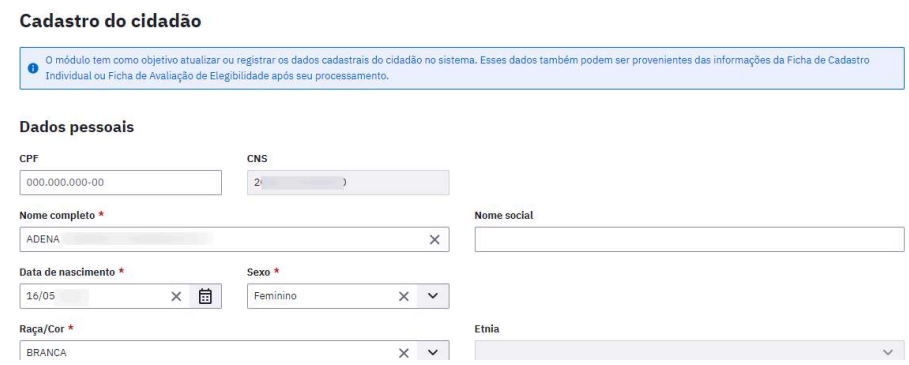 Cadastro do cidadão
O módulo tem como objetivo atualizar ou registrar os dados cadastrais do cidadão no sistema. Esses dados também podem ser provenientes das informações da Ficha de Cadastro
Individual ou Ficha de Avaliação de Elegibilidade após seu processamento.
Dados pessoais
CPF CNS
000.000.000-00 2
Nome completo * Nome social
ADENA
Data de nascimento * Sexo *
16/05 Feminino
Raça/Cor * Etnia
BRANCA